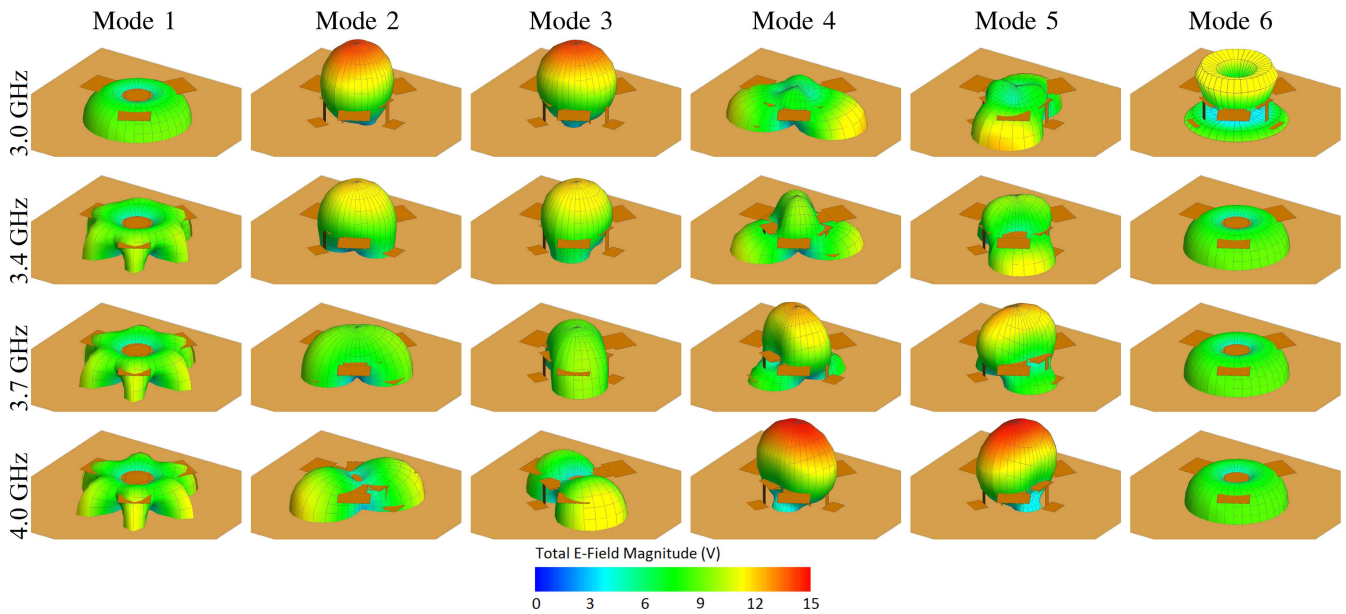 Mode 1 Mode 2 Mode 3 Mode 4 Mode 5 Mode 6
3.0 GHz
3.4 GHz
3.7 GHz
4.0 GHz
Total E-Field Magnitude (V)
0 3 6 9 12 15